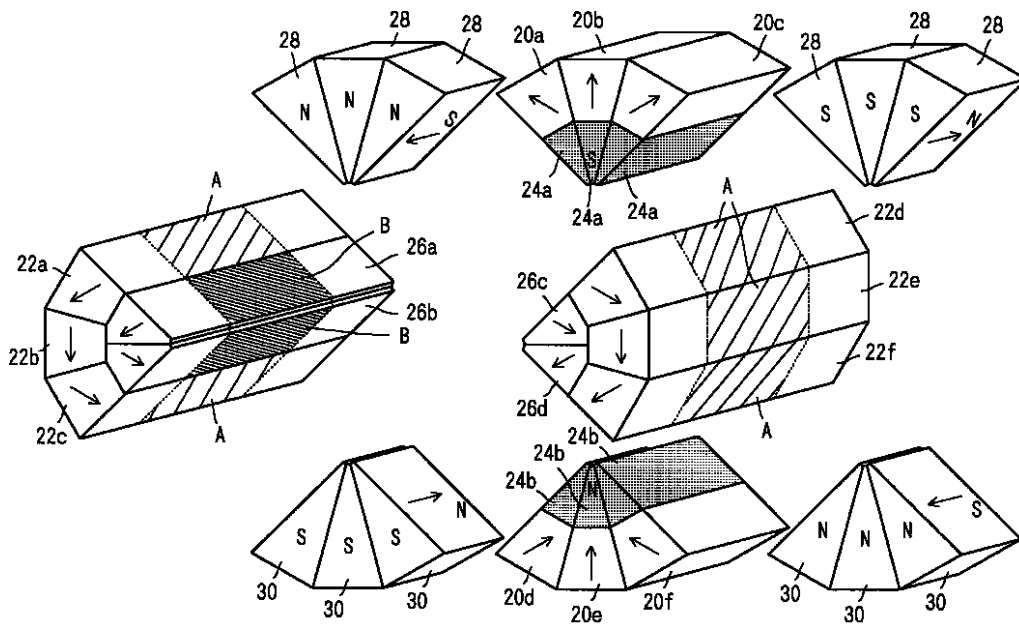 28 28 28 20a 20b 20c 28 28 28
N N N S
S 24a 24a 24a
S S S N
A B 22a 26a 26b B 22b 22c A
A 22d 26c 22e 22f 26d A
24b 24b 24b
S S S N 30 30 30
N 20d 20e 20f
N N N S 30 30 30